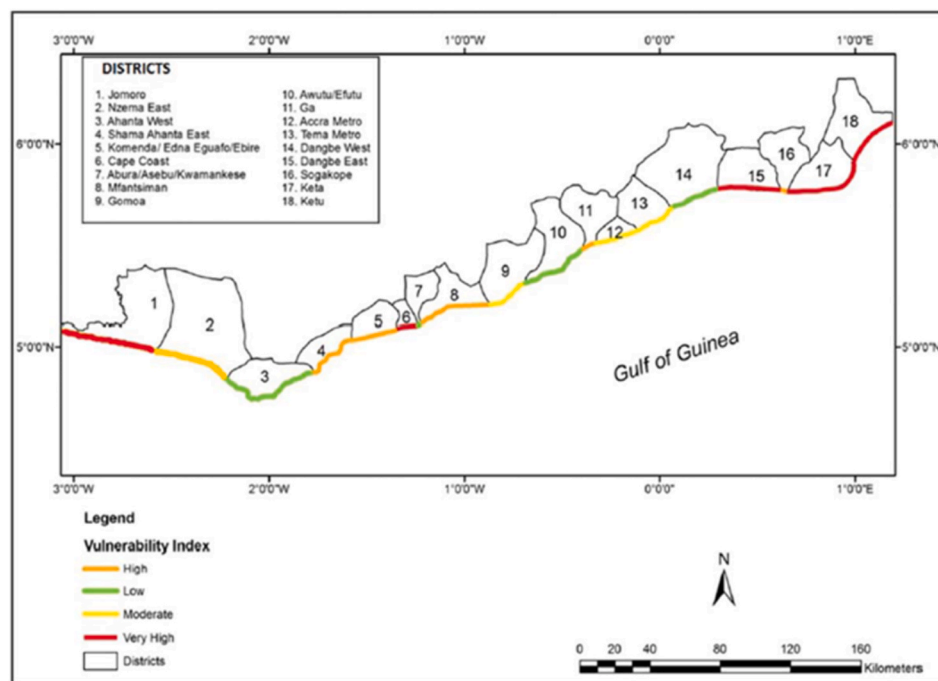 3°0'0"W 2°0'0"W 1°0'0"W 0°0'0" 1°0'0"E
DISTRICTS
1. Jomoro
2. Nzema East
3. Ahanta West
4. Shama Ahanta East
5. Komenda/ Edna Eguafo/Ebire
6. Cape Coast
7. Abura/Asebu/Kwamankese
8. Mfantsiman
9. Gomoa
10. Awutu/Efutu
11. Ga
12. Accra Metro
13. Tema Metro
14. Dangbe West
15. Dangbe East
16. Sogakope
17. Keta
18. Ketu
6°0'0"N 6°0'0"N
5°0'0"N 5°0'0"N
1
2
3
4
5
6
7
8
9
10
11
12
13
14
15
16
17
18
Gulf of Guinea
3°0'0"W 2°0'0"W 1°0'0"W 0°0'0" 1°0'0"E
Legend
Vulnerability Index
High
Low
Moderate
Very High
Districts
N
0 20 40 80 120 160
Kilometers